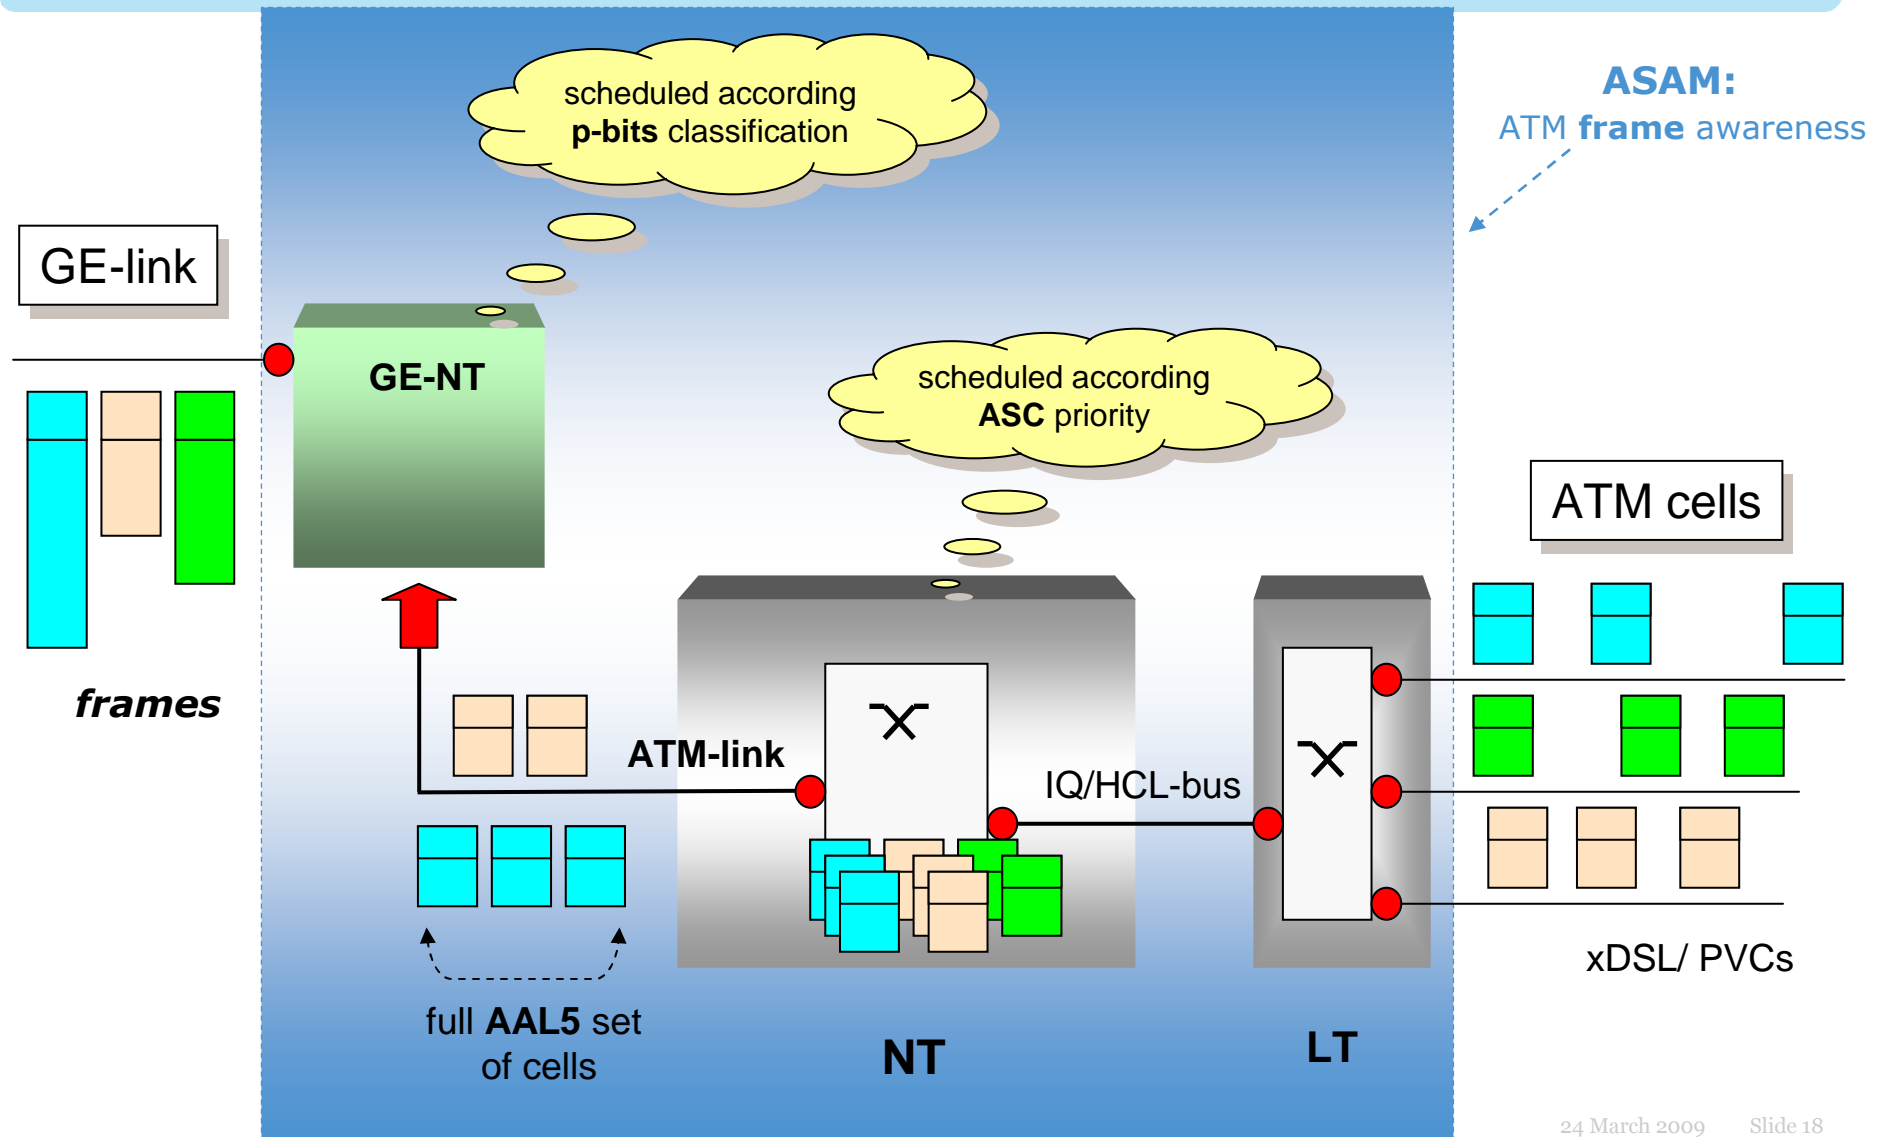 scheduled according
p-bits classification
ASAM:
ATM frame awareness
GE-link
GE-NT
scheduled according
ASC priority
ATM cells
frames
ATM-link
IQ/HCL-bus
xDSL/ PVCs
full AAL5 set
of cells
NT
LT
24 March 2009 Slide 18